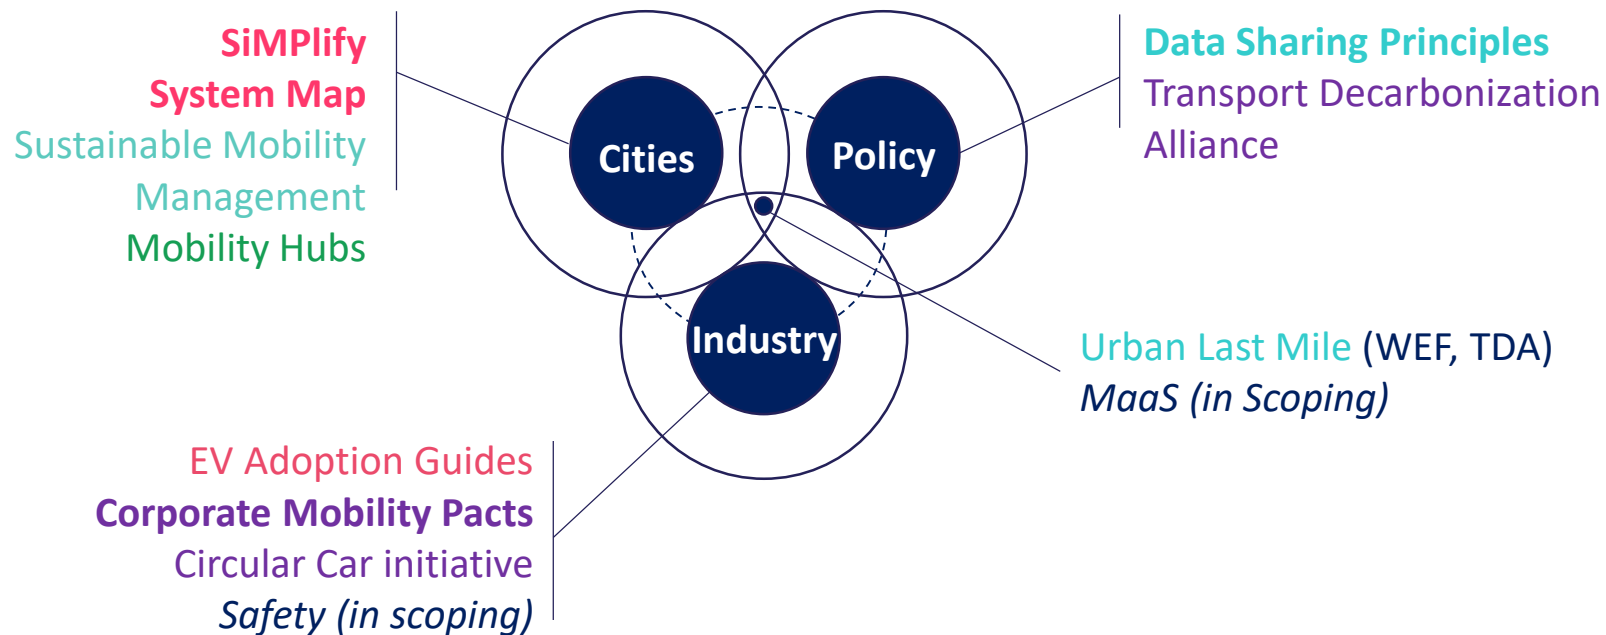 SiMPlify
System Map
Sustainable Mobility
Management
Mobility Hubs
Cities
Policy
Industry
Data Sharing Principles
Transport Decarbonization
Alliance
Urban Last Mile (WEF, TDA)
MaaS (in Scoping)
EV Adoption Guides
Corporate Mobility Pacts
Circular Car initiative
Safety (in scoping)